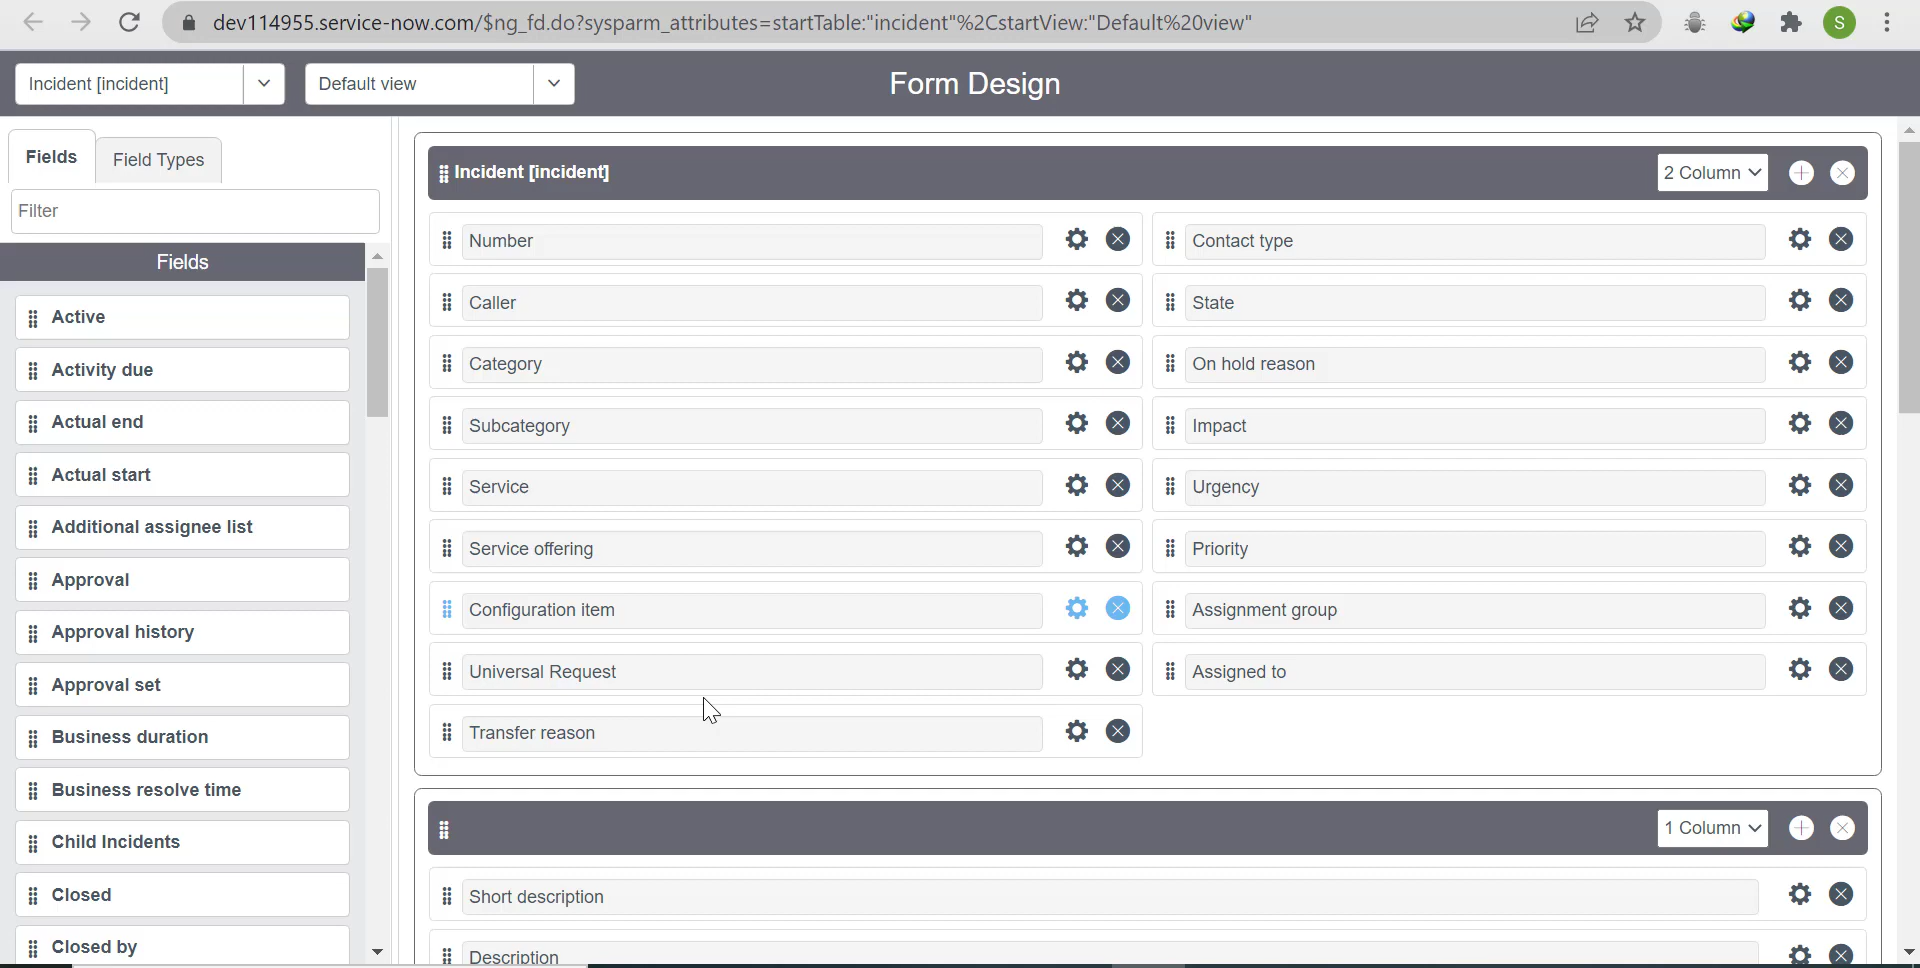 dev114955.service-now.com/$ng_fd.do?sysparm_attributes=startTable:"incident"%2CstartView:"Default%20view"
S
Incident [incident]
Default view
Form Design
Fields
Field Types
Filter
Fields
Active
Activity due
Actual end
Actual start
Additional assignee list
Approval
Approval history
Approval set
Business duration
Business resolve time
Child Incidents
Closed
Closed by
Incident [incident]
2 Column
Number
Contact type
Caller
State
Category
On hold reason
Subcategory
Impact
Service
Urgency
Service offering
Priority
Configuration item
Assignment group
Universal Request
Assigned to
Transfer reason
1 Column
Short description
Description